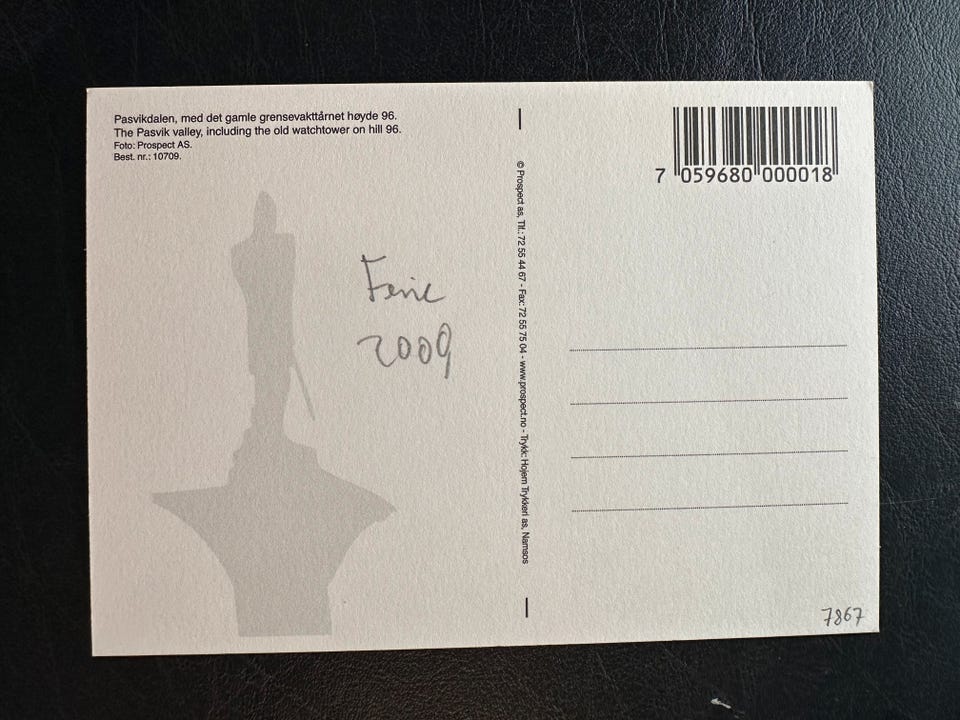 Pasvikdalen, med det gamle grensevakttårnet høyde 96.
The Pasvik valley, including the old watchtower on hill 96.
Foto: Prospect AS.
Best. nr.: 10709.
Ferie
2009
© Prospect as, Tlf.: 72 55 44 67 - Fax: 72 55 75 04 - www.prospect.no - Trykk: Hojem Trykkeri as, Namsos
7 059680 000018
7867